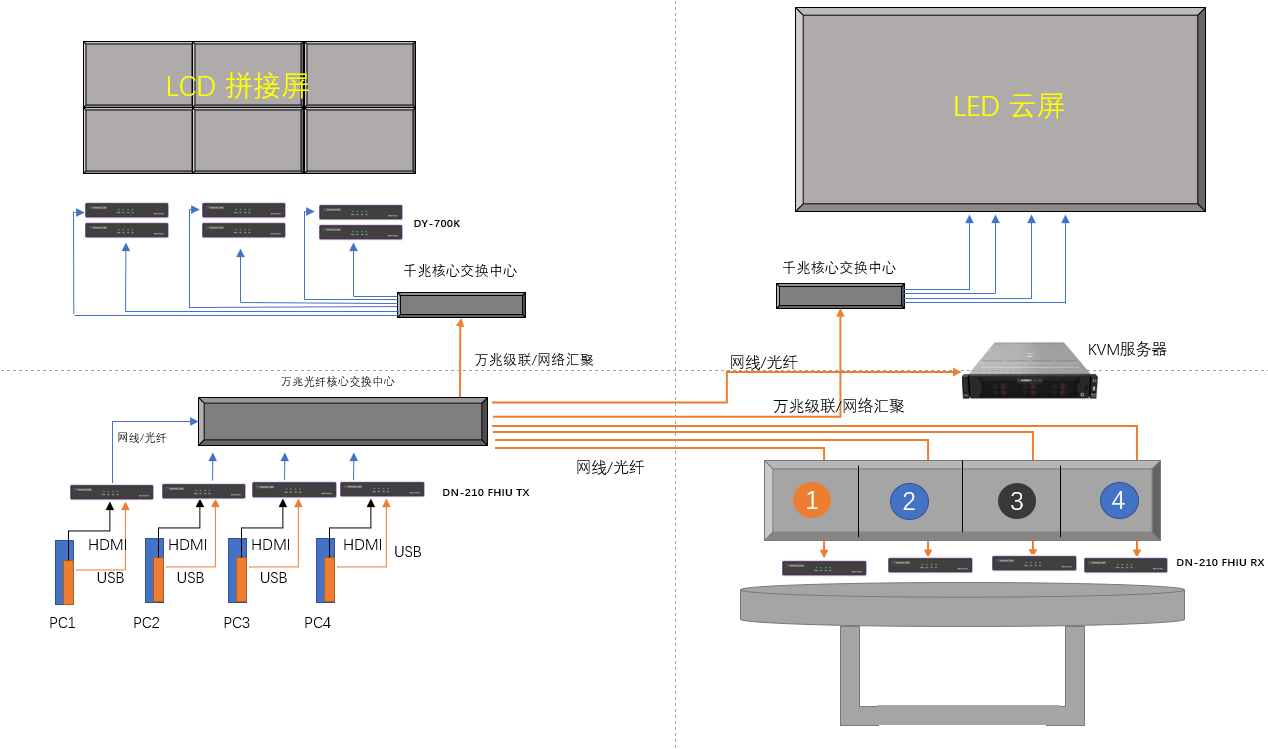 LCD 拼接屏
LED 云屏
DY-700K
千兆核心交换中心
千兆核心交换中心
万兆级联/网络汇聚
网线/光纤
KVM服务器
万兆光纤核心交换中心
万兆级联/网络汇聚
网线/光纤
网线/光纤
DN-210 FHIU TX
1
2
3
4
HDMI
HDMI
HDMI
HDMI
USB
USB
USB
USB
DN-210 FHIU RX
PC1
PC2
PC3
PC4